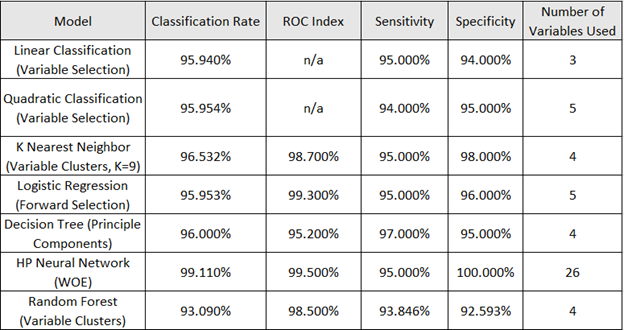 Model Classification Rate ROC Index Sensitivity Specificity Number of
Variables Used
Linear Classification
(Variable Selection) 95.940% n/a 95.000% 94.000% 3
Quadratic Classification
(Variable Selection) 95.954% n/a 94.000% 95.000% 5
K Nearest Neighbor
(Variable Clusters, K=9) 96.532% 98.700% 95.000% 98.000% 4
Logistic Regression
(Forward Selection) 95.953% 99.300% 95.000% 96.000% 5
Decision Tree (Principle
Components) 96.000% 95.200% 97.000% 95.000% 4
HP Neural Network
(WOE) 99.110% 99.500% 95.000% 100.000% 26
Random Forest
(Variable Clusters) 93.090% 98.500% 93.846% 92.593% 4